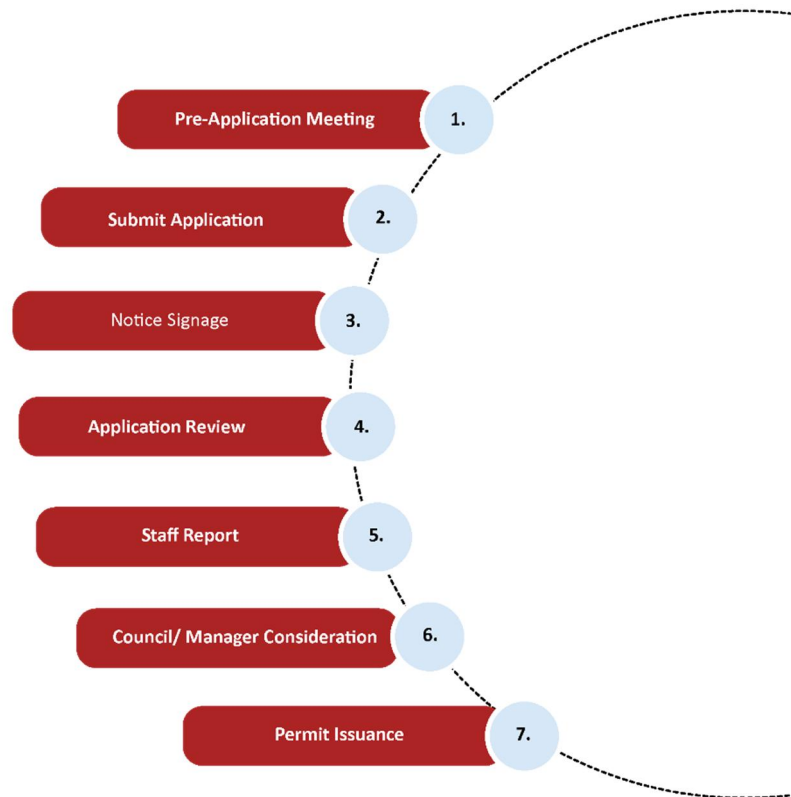 Pre-Application Meeting 1.
Submit Application 2.
Notice Signage 3.
Application Review 4.
Staff Report 5.
Council/ Manager Consideration 6.
Permit Issuance 7.